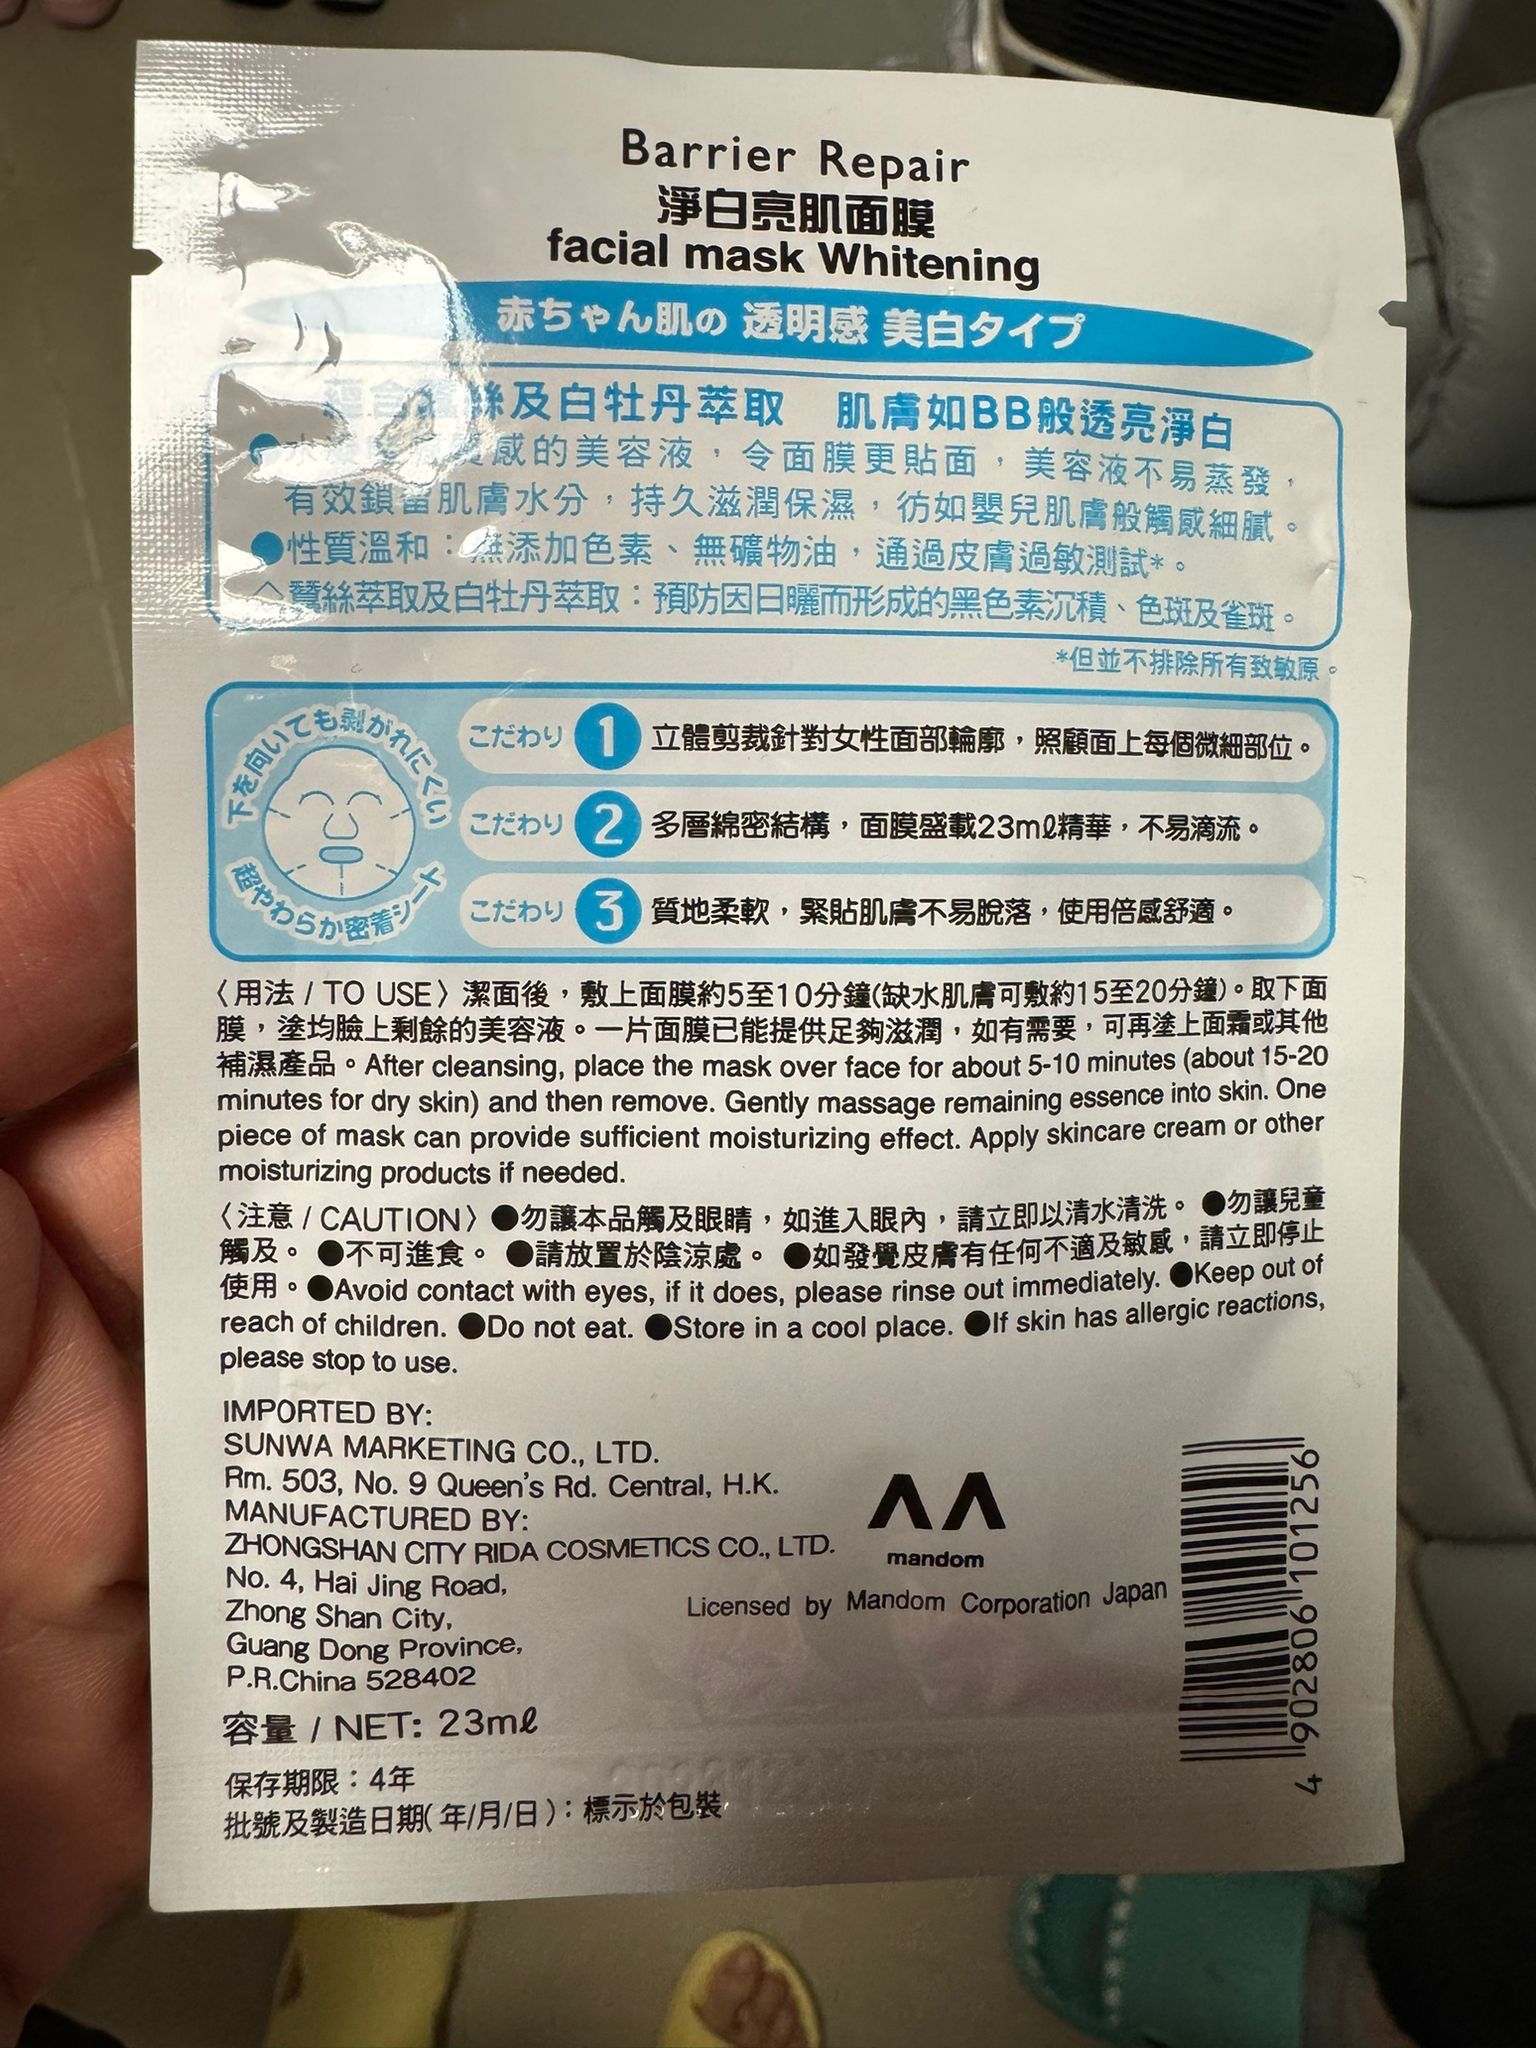 Barrier Repair
淨白亮肌面膜
facial mask Whitening
赤ちゃん肌の 透明感 美白タイプ
絲及白牡丹萃取 肌膚如BB般透亮淨白
感的美容液，令面膜更貼面，美容液不易蒸發，
有效鎖留肌膚水分，持久滋潤保濕，彷如嬰兒肌膚般觸感細膩。
●性質溫和：無添加色素、無礦物油，通過皮膚過敏測試*。
△蠶絲萃取及白牡丹萃取：預防因日曬而形成的黑色素沉積、色斑及雀斑。
*但並不排除所有致敏原。
下を向いても剥がれにくい
超やわらか密着シート
こだわり 1 立體剪裁針對女性面部輪廓，照顧面上每個微細部位。
こだわり 2 多層綿密結構，面膜盛載23mℓ精華，不易滴流。
こだわり 3 質地柔軟，緊貼肌膚不易脫落，使用倍感舒適。
〈用法 / TO USE〉潔面後，敷上面膜約5至10分鐘(缺水肌膚可敷約15至20分鐘)。取下面
膜，塗均臉上剩餘的美容液。一片面膜已能提供足夠滋潤，如有需要，可再塗上面霜或其他
補濕產品。After cleansing, place the mask over face for about 5-10 minutes (about 15-20
minutes for dry skin) and then remove. Gently massage remaining essence into skin. One
piece of mask can provide sufficient moisturizing effect. Apply skincare cream or other
moisturizing products if needed.
〈注意 / CAUTION〉●勿讓本品觸及眼睛，如進入眼內，請立即以清水清洗。●勿讓兒童
觸及。●不可進食。●請放置於陰涼處。●如發覺皮膚有任何不適及敏感，請立即停止
使用。●Avoid contact with eyes, if it does, please rinse out immediately. ●Keep out of
reach of children. ●Do not eat. ●Store in a cool place. ●If skin has allergic reactions,
please stop to use.
IMPORTED BY:
SUNWA MARKETING CO., LTD.
Rm. 503, No. 9 Queen's Rd. Central, H.K.
MANUFACTURED BY:
ZHONGSHAN CITY RIDA COSMETICS CO., LTD.
No. 4, Hai Jing Road,
Zhong Shan City,
Guang Dong Province,
P.R.China 528402
mandom
Licensed by Mandom Corporation Japan
4 902806 101256
容量 / NET: 23mℓ
保存期限：4年
批號及製造日期( 年/月/日 )：標示於包裝